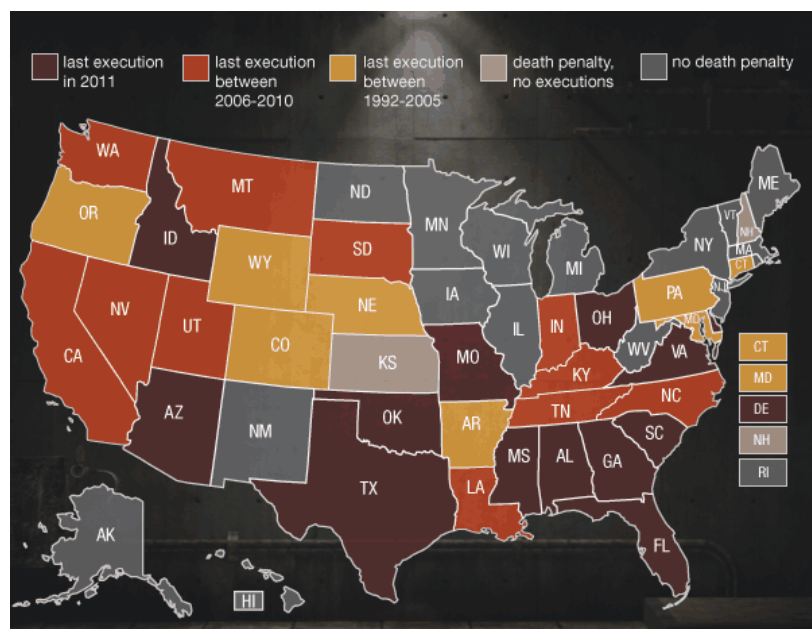 last execution
in 2011
last execution
between
2006-2010
last execution
between
1992-2005
death penalty,
no executions
no death penalty
WA
MT
ND
MN
ME
VT
NH
OR
ID
WY
SD
WI
MI
NY
MA
CT
NV
UT
CO
NE
IA
IL
IN
OH
PA
NJ
MD
CA
KS
MO
KY
WV
VA
AZ
NM
OK
AR
TN
NC
TX
LA
MS
AL
GA
SC
FL
AK
HI
CT
MD
DE
NH
RI